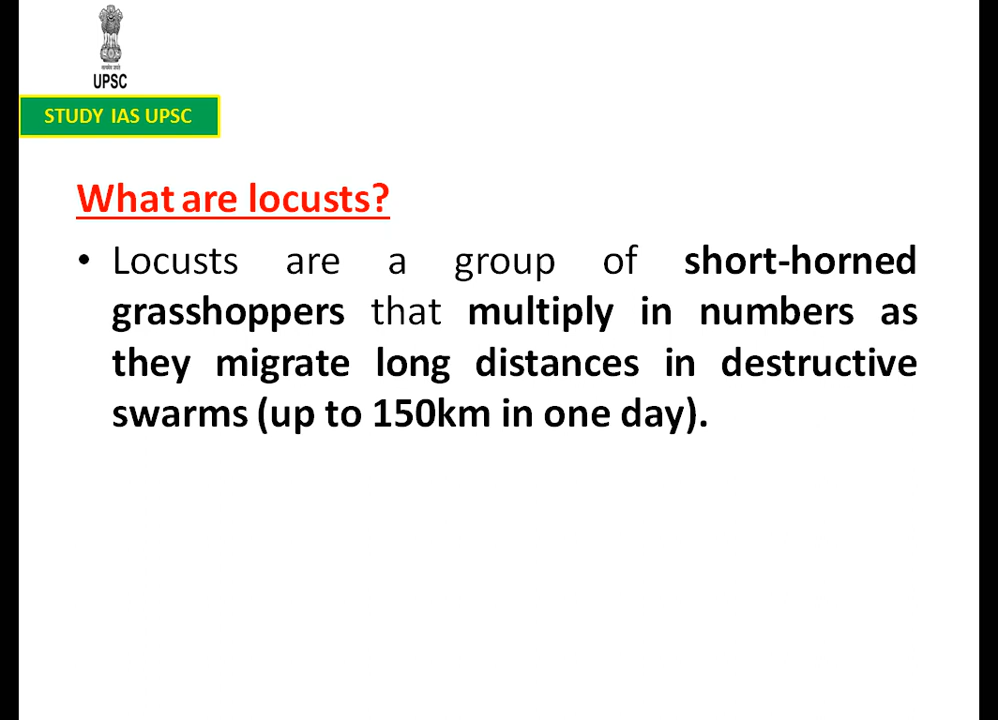 UPSC
STUDY IAS UPSC
What are locusts?
• Locusts are a group of short-horned
grasshoppers that multiply in numbers as
they migrate long distances in destructive
swarms (up to 150km in one day).